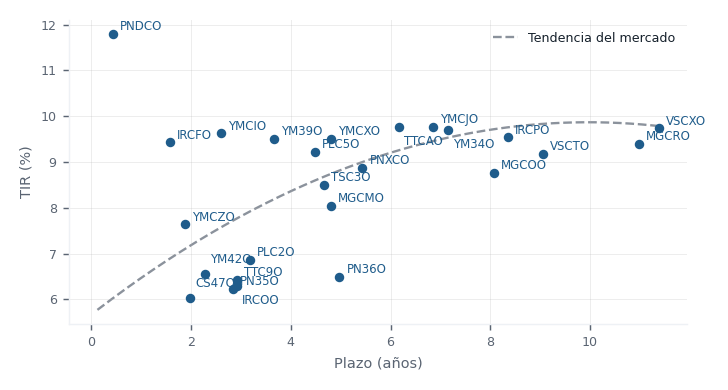 12
11
10
9
8
7
6
TIR (%)
0
2
4
6
8
10
Plazo (años)
Tendencia del mercado
PNDCO
IRCFO
YMCIO
YM39O
YMCXO
PLC5O
TTCAO
YMCJO
YM34O
IRCPO
VSCXO
MGCRO
VSCTO
MGCOO
PNXCO
TSC3O
MGCMO
YMCZO
YM42O
PLC2O
TTC9O
CS47O
PN35O
IRCOO
PN36O